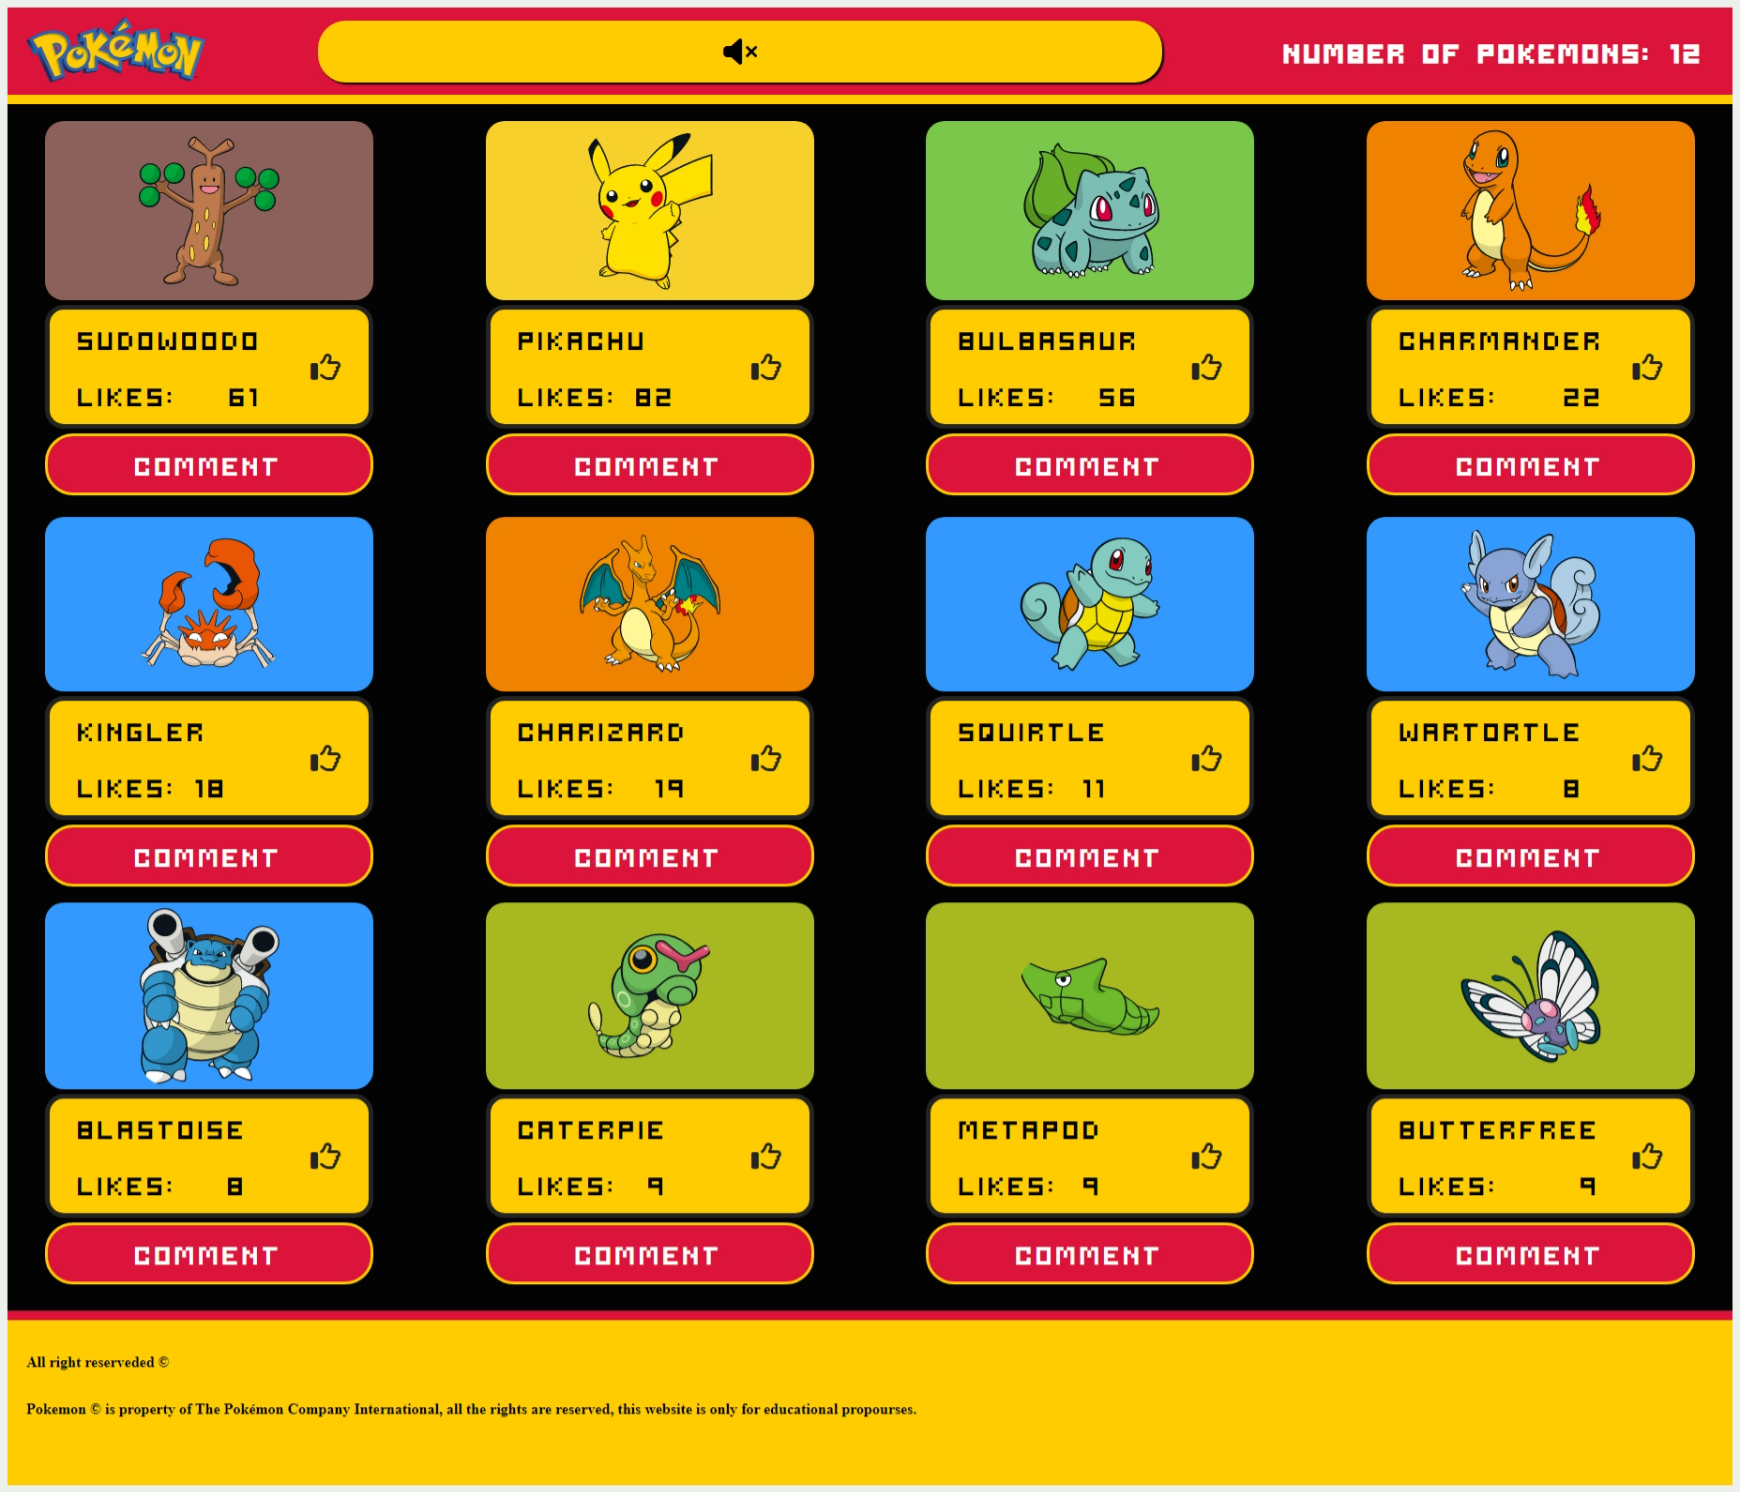 POKÉMON
NUMBER OF POKEMONS: 12
SUDOWOODO
LIKES: 61
COMMENT
PIKACHU
LIKES: 82
COMMENT
BULBASAUR
LIKES: 56
COMMENT
CHARMANDER
LIKES: 22
COMMENT
KINGLER
LIKES: 18
COMMENT
CHARIZARD
LIKES: 19
COMMENT
SQUIRTLE
LIKES: 11
COMMENT
WARTORTLE
LIKES: 8
COMMENT
BLASTOISE
LIKES: 8
COMMENT
CATERPIE
LIKES: 9
COMMENT
METAPOD
LIKES: 9
COMMENT
BUTTERFREE
LIKES: 9
COMMENT
All right reserveded ©
Pokemon © is property of The Pokémon Company International, all the rights are reserved, this website is only for educational propourses.